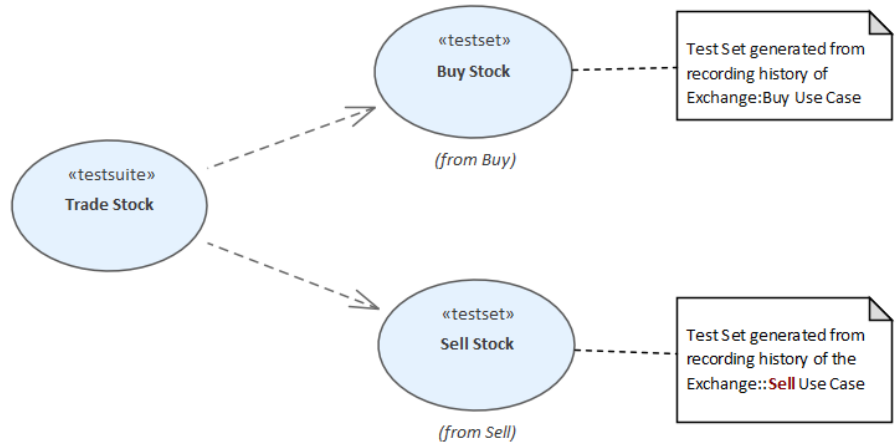 «testset»
Buy Stock
(from Buy)
Test Set generated from
recording history of
Exchange:Buy Use Case
«testsuite»
Trade Stock
«testset»
Sell Stock
(from Sell)
Test Set generated from
recording history of the
Exchange::Sell Use Case